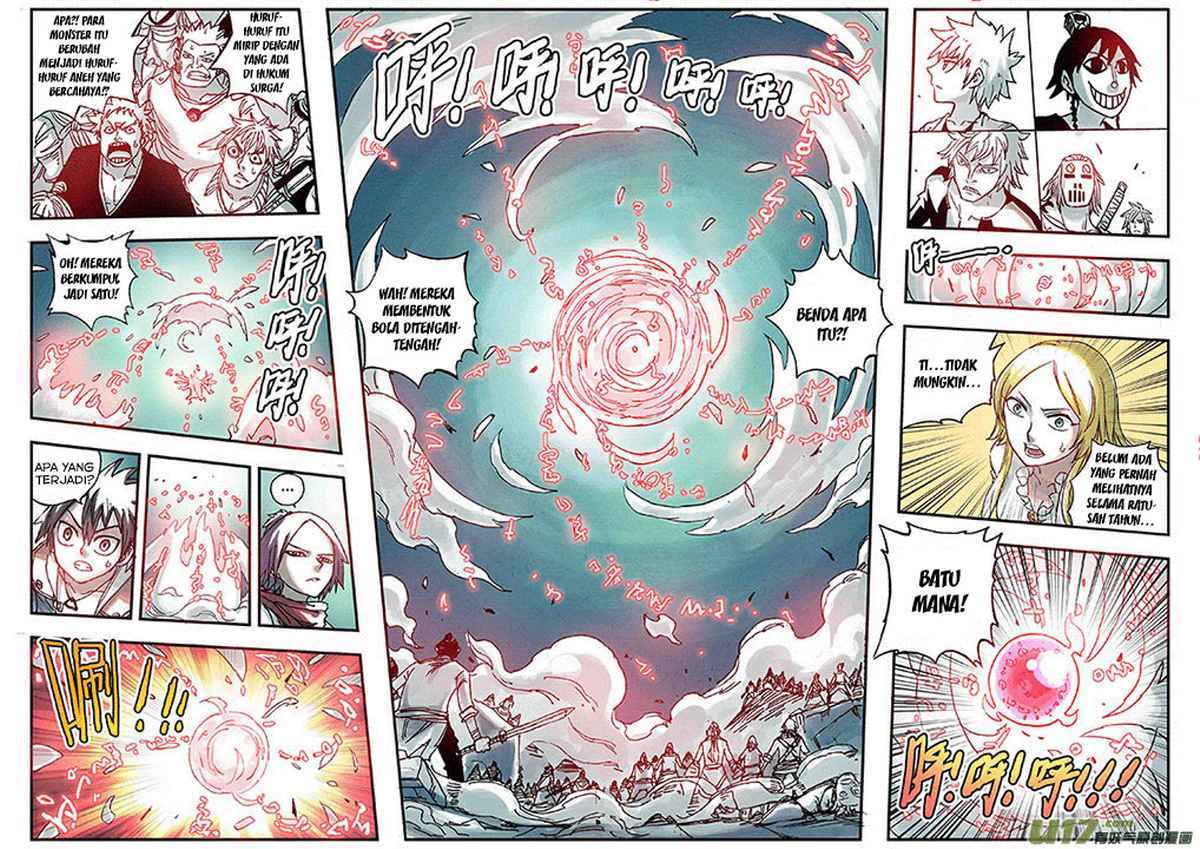 APA?! PARA
MONSTER ITU
BERUBAH
MENJADI HURUF-
HURUF ANEH YANG
BERCAHAYA!?
HURUF-
HURUF ITU
MIRIP DENGAN
YANG ADA
DI HUKUM
SURGA!
OH! MEREKA
BERKUMPUL
JADI SATU!
呼!
呼!
呼!
APA YANG
TERJADI?
...
唰!!!
呼! 呼! 呼! 呼! 呼!
WAH! MEREKA
MEMBENTUK
BOLA DITENGAH-
TENGAH!
BENDA APA
ITU?!
呼——
TI...TIDAK
MUNGKIN...
BELUM ADA
YANG PERNAH
MELIHATNYA
SELAMA RATU-
SAN TAHUN...
BATU
MANA!
呼! 呼! 呼!!!
U17 有妖气原创漫画